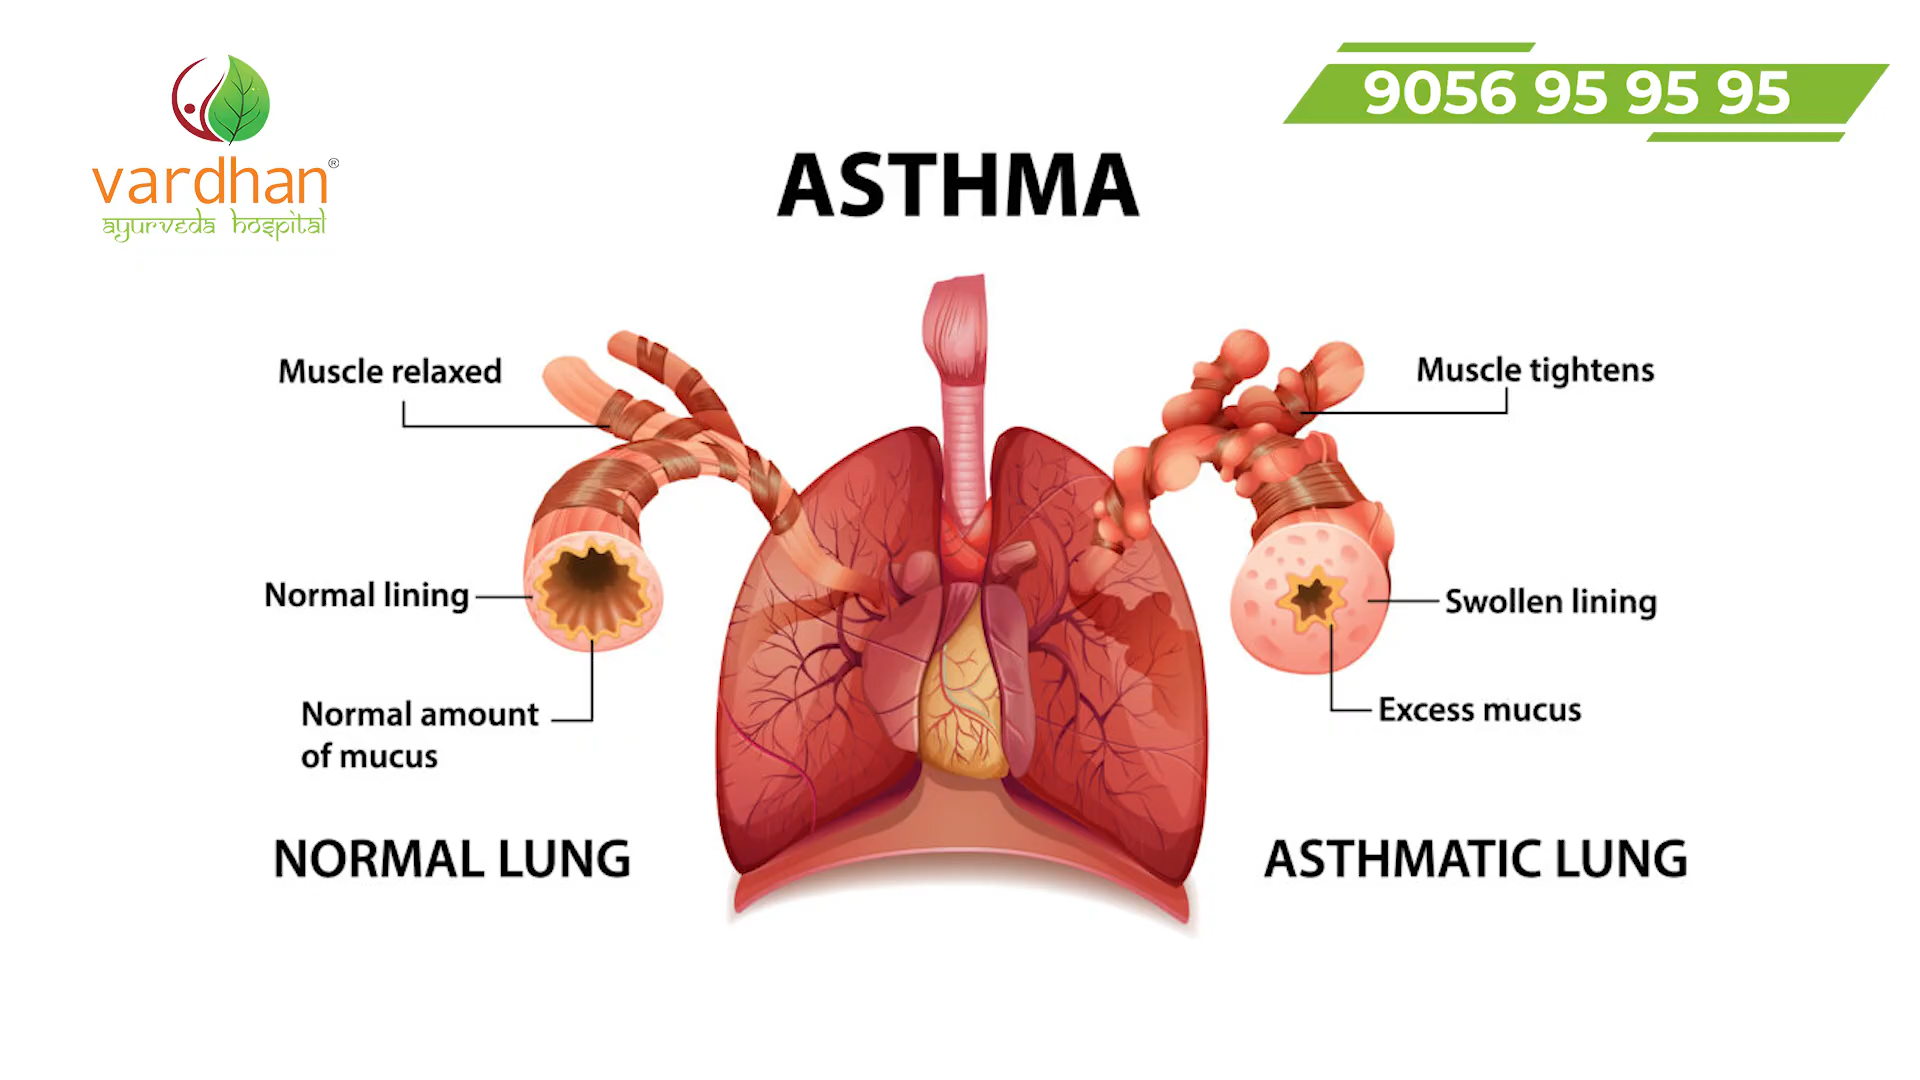 vardhan®
ayurveda hospital
9056 95 95 95
ASTHMA
Muscle relaxed
Muscle tightens
Normal lining
Swollen lining
Normal amount
of mucus
Excess mucus
NORMAL LUNG
ASTHMATIC LUNG